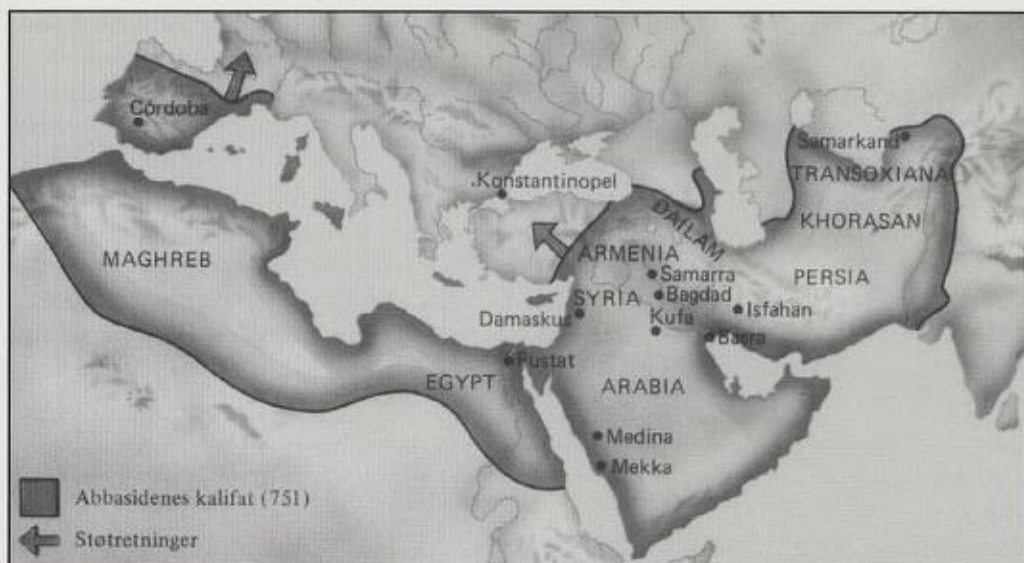 Córdoba
Konstantinopel
Samarkand
TRANSOXIANA
KHORASAN
DAILAM
MAGHREB
ARMENIA
Samarra
PERSIA
SYRIA
Bagdad
Isfahan
Damaskus
Kufa
Basra
Fustat
EGYPT
ARABIA
Medina
Mekka
Abbasidenes kalifat (751)
Støtretninger